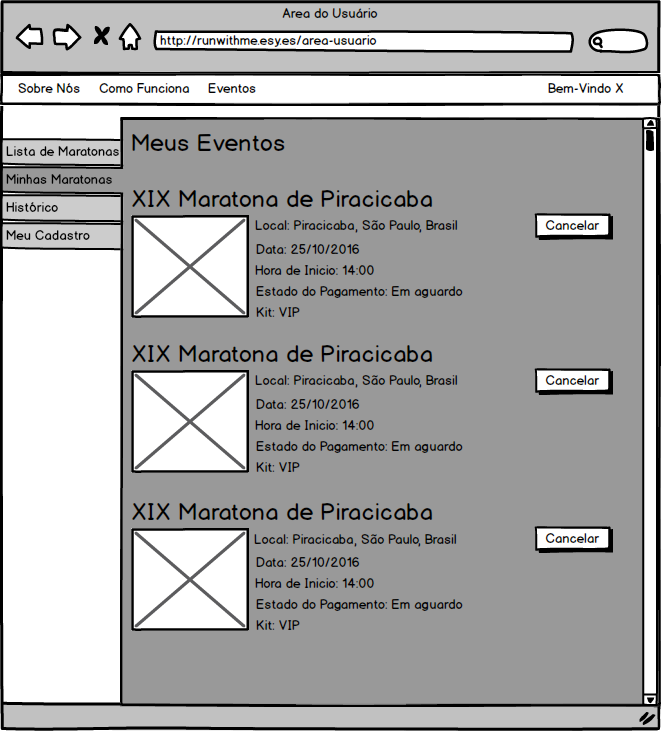 Area do Usuário
http://runwithme.esy.es/area-usuario
Sobre Nós Como Funciona Eventos Bem-Vindo X
Lista de Maratonas
Minhas Maratonas
Histórico
Meu Cadastro
Meus Eventos
XIX Maratona de Piracicaba
Local: Piracicaba, São Paulo, Brasil
Data: 25/10/2016
Hora de Inicio: 14:00
Estado do Pagamento: Em aguardo
Kit: VIP
Cancelar
XIX Maratona de Piracicaba
Local: Piracicaba, São Paulo, Brasil
Data: 25/10/2016
Hora de Inicio: 14:00
Estado do Pagamento: Em aguardo
Kit: VIP
Cancelar
XIX Maratona de Piracicaba
Local: Piracicaba, São Paulo, Brasil
Data: 25/10/2016
Hora de Inicio: 14:00
Estado do Pagamento: Em aguardo
Kit: VIP
Cancelar